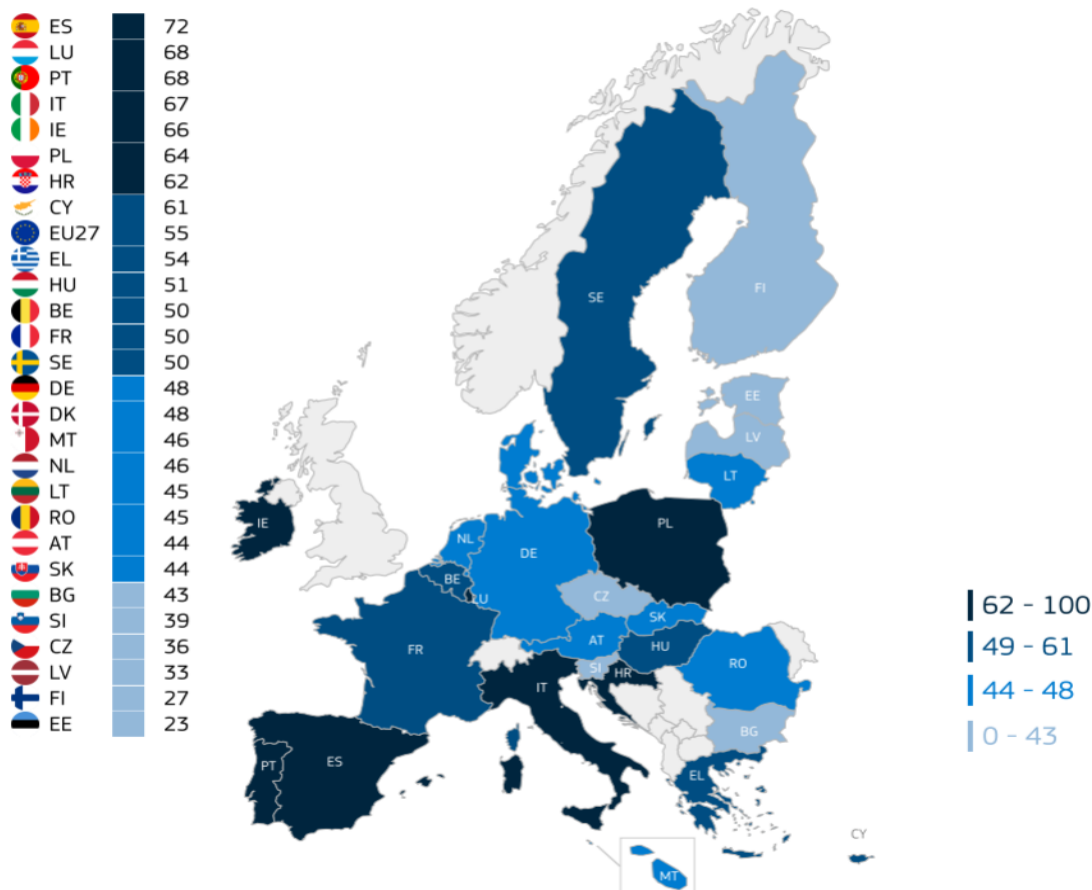 ES 72
LU 68
PT 68
IT 67
IE 66
PL 64
HR 62
CY 61
EU27 55
EL 54
HU 51
BE 50
FR 50
SE 50
DE 48
DK 48
MT 46
NL 46
LT 45
RO 45
AT 44
SK 44
BG 43
SI 39
CZ 36
LV 33
FI 27
EE 23
SE
FI
EE
LV
LT
IE
NL
DE
PL
BE
LU
CZ
SK
FR
AT
HU
RO
SI
HR
IT
BG
PT
ES
EL
CY
MT
62 - 100
49 - 61
44 - 48
0 - 43